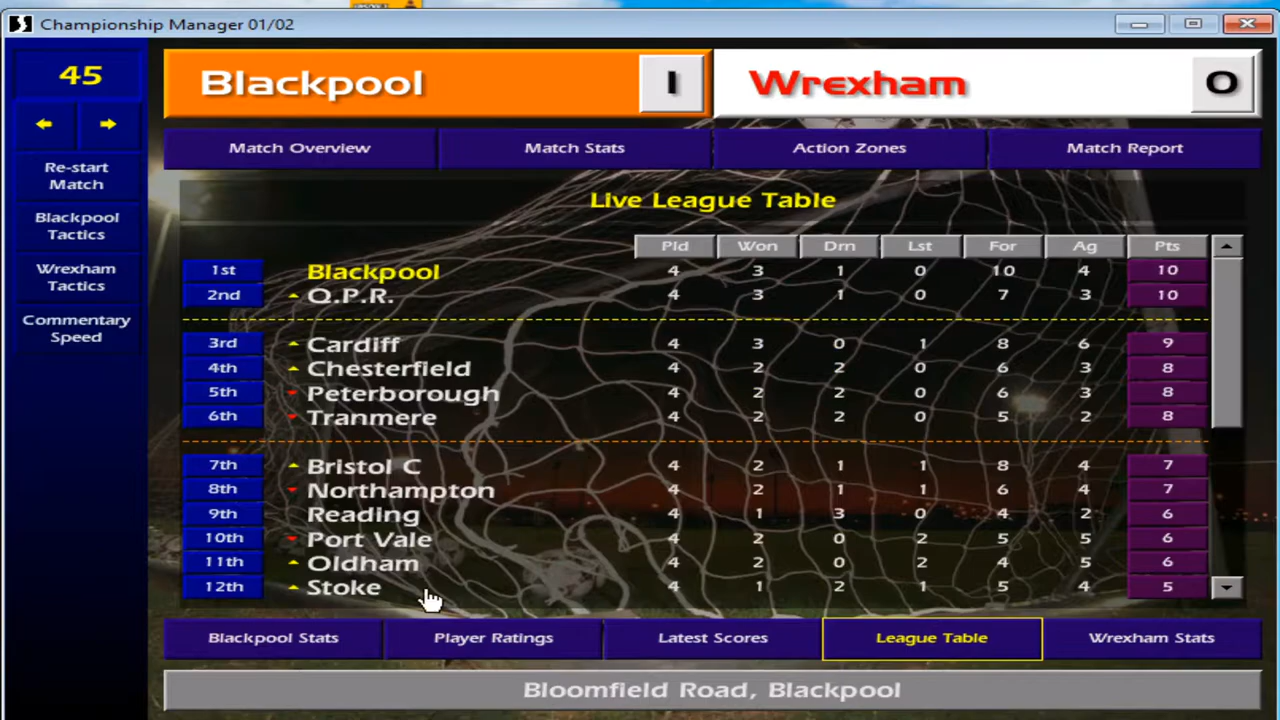 Championship Manager 01/02
45
Blackpool 1 Wrexham 0
Match Overview Match Stats Action Zones Match Report
Re-start Match
Blackpool Tactics
Wrexham Tactics
Commentary Speed
Live League Table
Pld Won Drn Lst For Ag Pts
1st Blackpool 4 3 1 0 10 4 10
2nd Q.P.R. 4 3 1 0 7 3 10
3rd Cardiff 4 3 0 1 8 6 9
4th Chesterfield 4 2 2 0 6 3 8
5th Peterborough 4 2 2 0 6 3 8
6th Tranmere 4 2 2 0 5 2 8
7th Bristol C 4 2 1 1 8 4 7
8th Northampton 4 2 1 1 6 4 7
9th Reading 4 1 3 0 4 2 6
10th Port Vale 4 2 0 2 5 5 6
11th Oldham 4 2 0 2 4 5 6
12th Stoke 4 1 2 1 5 4 5
Blackpool Stats Player Ratings Latest Scores League Table Wrexham Stats
Bloomfield Road, Blackpool